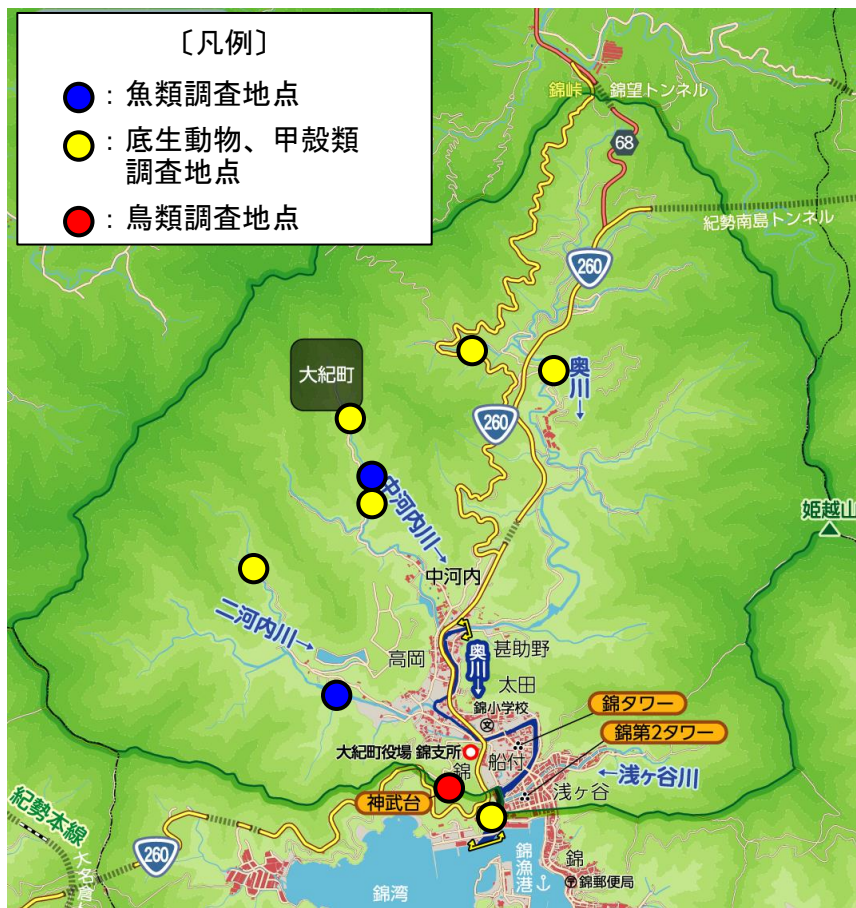 〔凡例〕
：魚類調査地点
：底生動物、甲殻類
調査地点
：鳥類調査地点
錦峠
錦望トンネル
68
紀勢南島トンネル
260
大紀町
奥川→
260
中河内川→
姫越山
中河内
二河内川→
高岡
甚助野
奥川
太田
錦タワー
錦小学校
文
錦第2タワー
大紀町役場 錦支所
錦
船付
←浅ヶ谷川
浅ヶ谷
神武台
紀勢本線
260
大名倉
錦湾
錦漁港
錦
錦郵便局